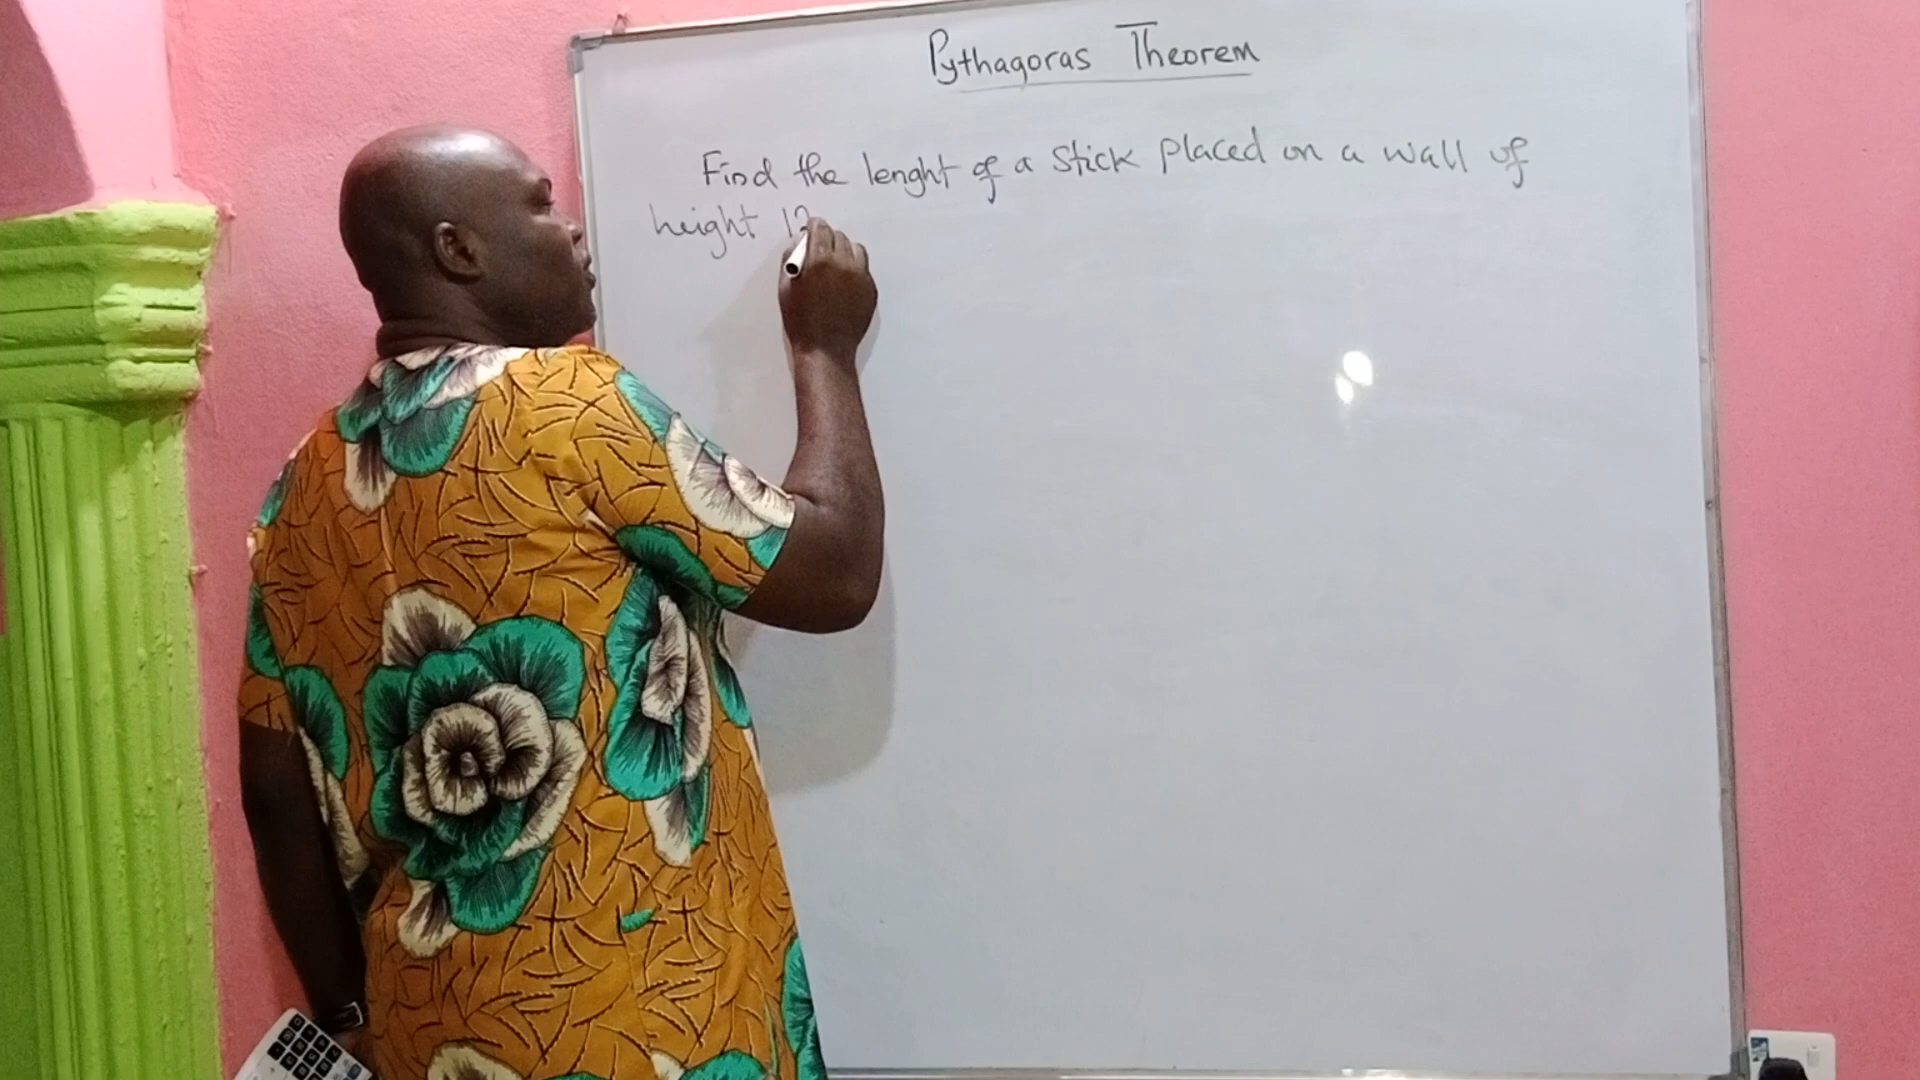 Pythagoras Theorem
Find the lenght of a stick placed on a wall of
height 12